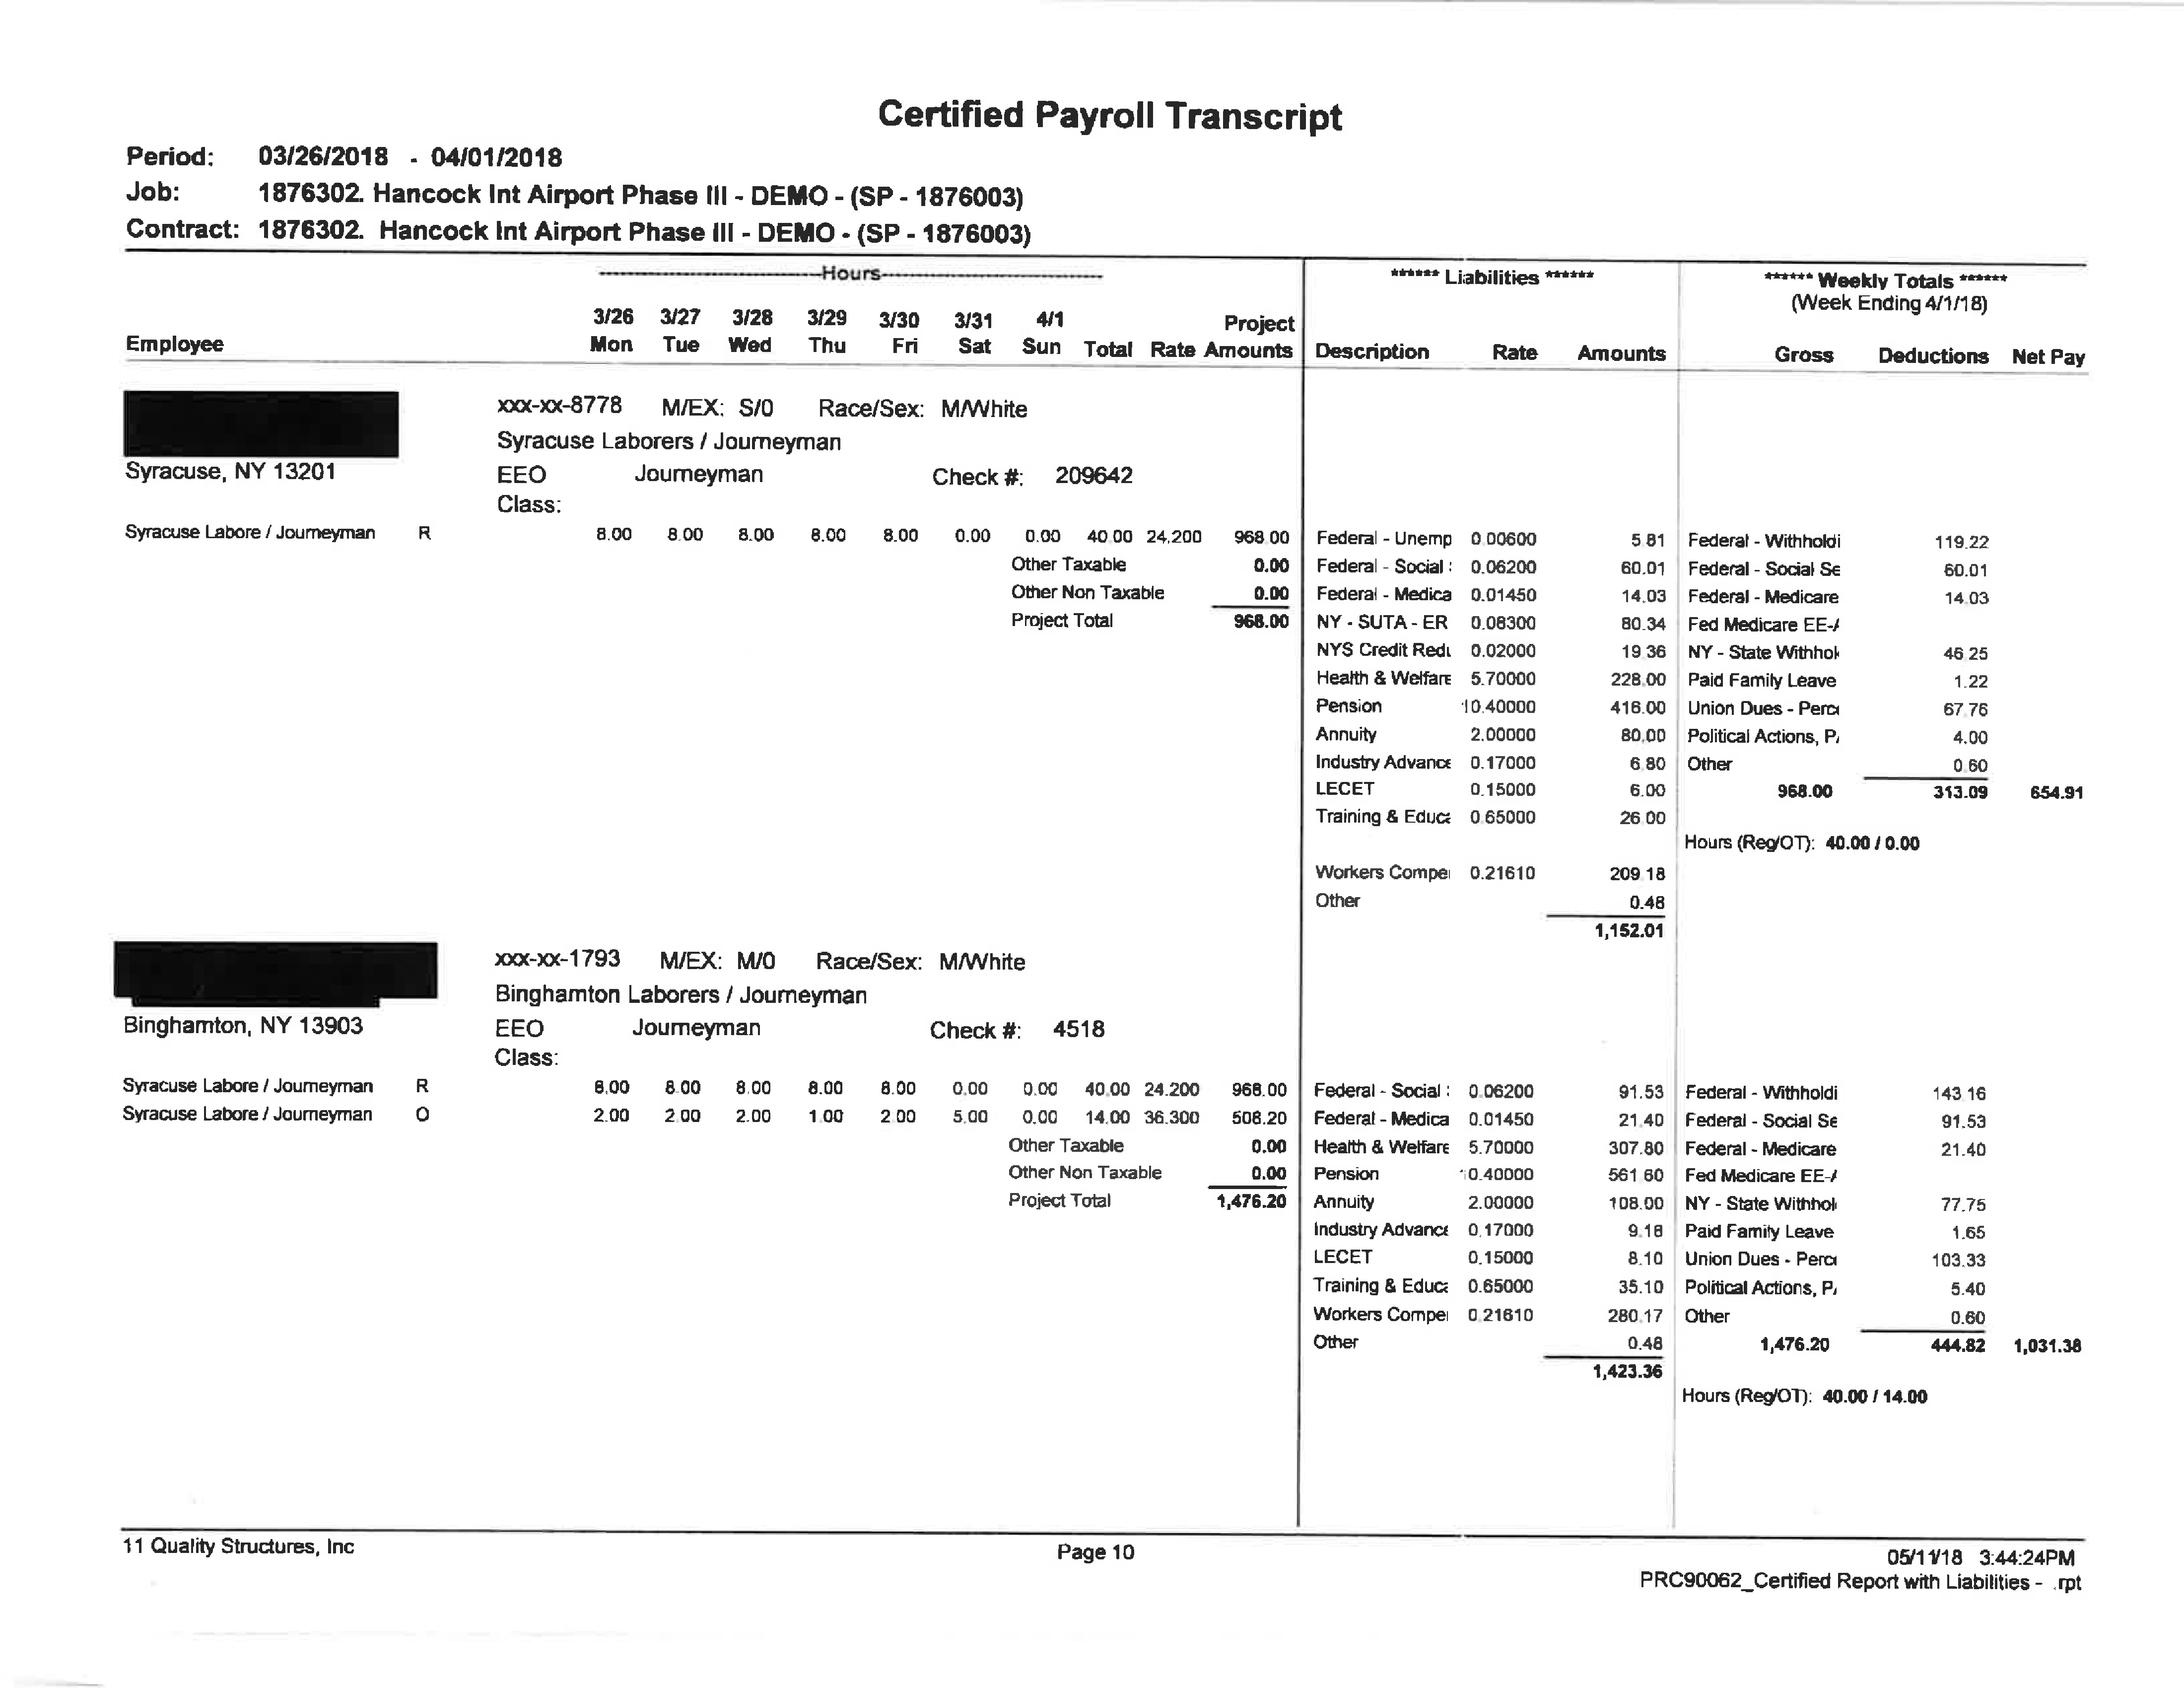 Certified Payroll Transcript
Period: 03/26/2018 - 04/01/2018
Job: 1876302. Hancock Int Airport Phase III - DEMO - (SP - 1876003)
Contract: 1876302. Hancock Int Airport Phase III - DEMO - (SP - 1876003)
Hours ****** Liabilities ****** ****** Weekly Totals ******
(Week Ending 4/1/18)
3/26 3/27 3/28 3/29 3/30 3/31 4/1 Project
Employee Mon Tue Wed Thu Fri Sat Sun Total Rate Amounts Description Rate Amounts Gross Deductions Net Pay
xxx-xx-8778 M/EX: S/0 Race/Sex: M/White
Syracuse Laborers / Journeyman
Syracuse, NY 13201 EEO Journeyman Check #: 209642
Class:
Syracuse Labore / Journeyman R 8.00 8.00 8.00 8.00 8.00 0.00 0.00 40.00 24.200 968.00 Federal - Unemp 0.00600 5.81 Federal - Withholdi 119.22
Other Taxable 0.00 Federal - Social : 0.06200 60.01 Federal - Social Se 60.01
Other Non Taxable 0.00 Federal - Medica 0.01450 14.03 Federal - Medicare 14.03
Project Total 968.00 NY - SUTA - ER 0.08300 80.34 Fed Medicare EE-A
NYS Credit Redu 0.02000 19.36 NY - State Withhol 46.25
Health & Welfare 5.70000 228.00 Paid Family Leave 1.22
Pension 10.40000 416.00 Union Dues - Perce 67.76
Annuity 2.00000 80.00 Political Actions, P. 4.00
Industry Advance 0.17000 6.80 Other 0.60
LECET 0.15000 6.00 968.00 313.09 654.91
Training & Educa 0.65000 26.00
Hours (Reg/OT): 40.00 / 0.00
Workers Compe 0.21610 209.18
Other 0.48
1,152.01
xxx-xx-1793 M/EX: M/0 Race/Sex: M/White
Binghamton Laborers / Journeyman
Binghamton, NY 13903 EEO Journeyman Check #: 4518
Class:
Syracuse Labore / Journeyman R 8.00 8.00 8.00 8.00 8.00 0.00 0.00 40.00 24.200 968.00 Federal - Social : 0.06200 91.53 Federal - Withholdi 143.16
Syracuse Labore / Journeyman O 2.00 2.00 2.00 1.00 2.00 5.00 0.00 14.00 36.300 508.20 Federal - Medica 0.01450 21.40 Federal - Social Se 91.53
Other Taxable 0.00 Health & Welfare 5.70000 307.80 Federal - Medicare 21.40
Other Non Taxable 0.00 Pension 10.40000 561.60 Fed Medicare EE-A
Project Total 1,476.20 Annuity 2.00000 108.00 NY - State Withhol 77.75
Industry Advance 0.17000 9.18 Paid Family Leave 1.65
LECET 0.15000 8.10 Union Dues - Perce 103.33
Training & Educa 0.65000 35.10 Political Actions, P. 5.40
Workers Compe 0.21610 280.17 Other 0.60
Other 0.48 1,476.20 444.82 1,031.38
1,423.36
Hours (Reg/OT): 40.00 / 14.00
11 Quality Structures, Inc Page 10 05/11/18 3:44:24PM
PRC90062_Certified Report with Liabilities - .rpt